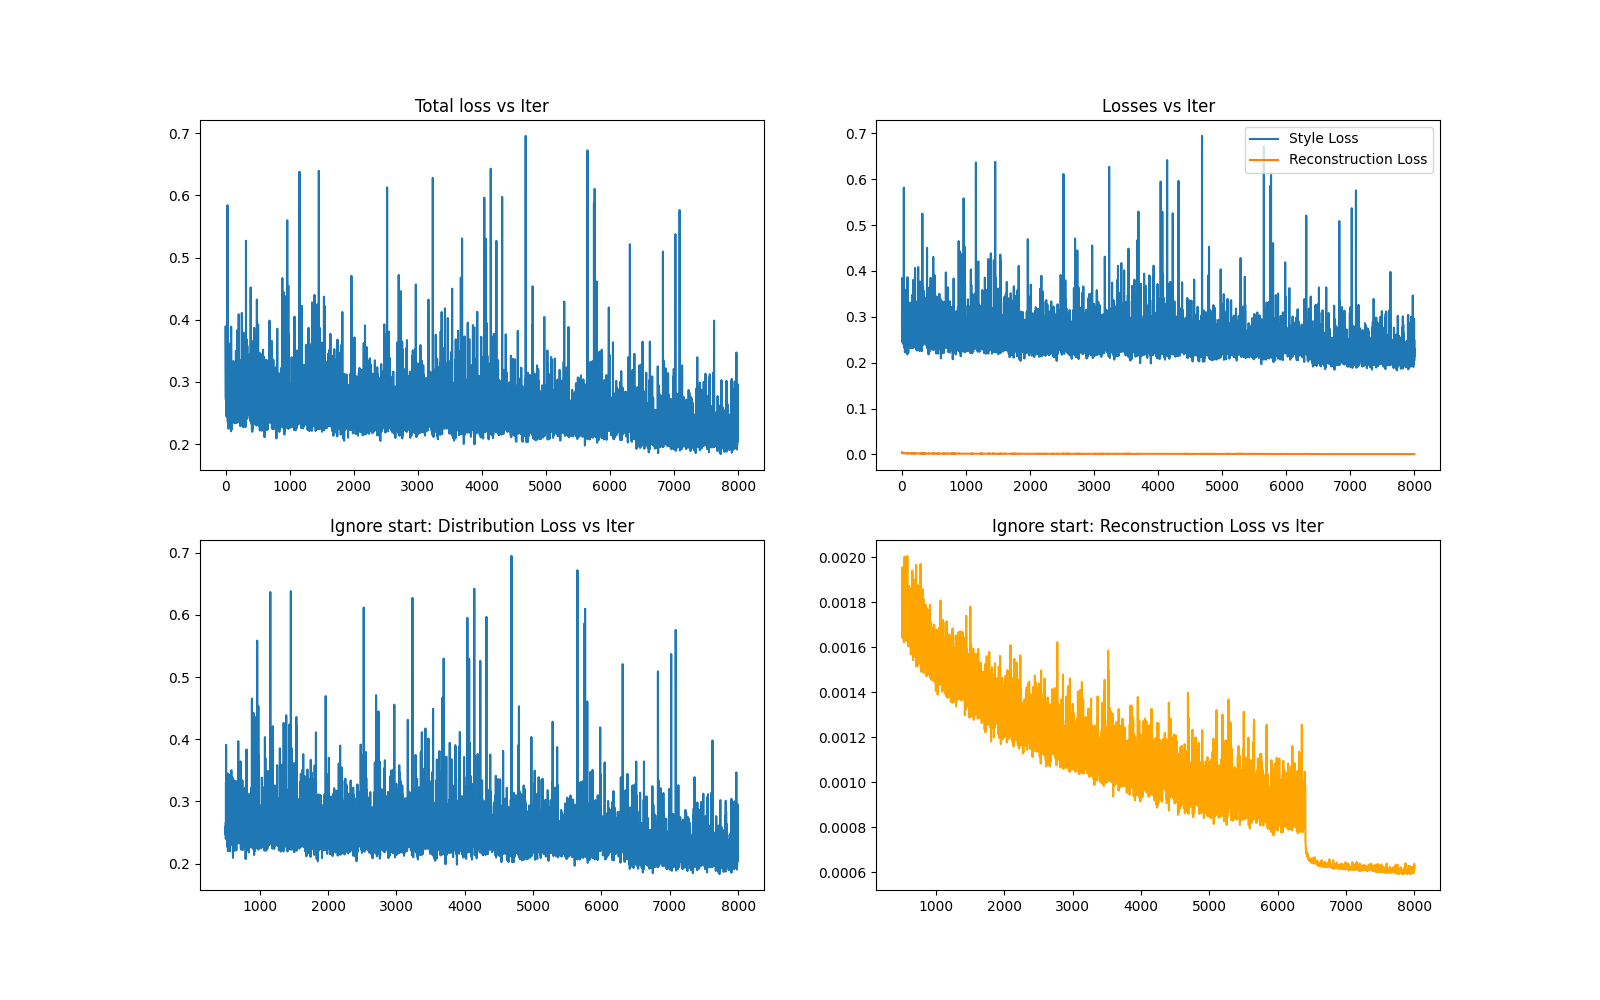 Total loss vs Iter
0.7
0.6
0.5
0.4
0.3
0.2
0 1000 2000 3000 4000 5000 6000 7000 8000
Losses vs Iter
Style Loss
Reconstruction Loss
0.7
0.6
0.5
0.4
0.3
0.2
0.1
0.0
0 1000 2000 3000 4000 5000 6000 7000 8000
Ignore start: Distribution Loss vs Iter
0.7
0.6
0.5
0.4
0.3
0.2
1000 2000 3000 4000 5000 6000 7000 8000
Ignore start: Reconstruction Loss vs Iter
0.0020
0.0018
0.0016
0.0014
0.0012
0.0010
0.0008
0.0006
1000 2000 3000 4000 5000 6000 7000 8000